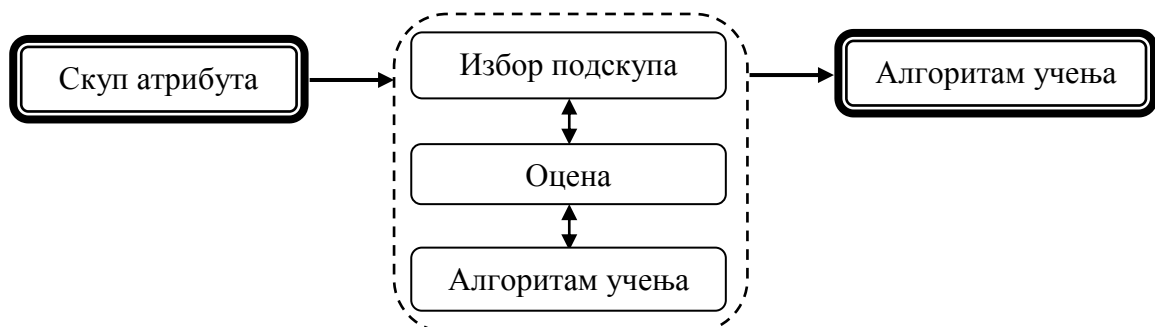 Скуп атрибута
Избор подскупа
Оцена
Алгоритам учења
Алгоритам учења